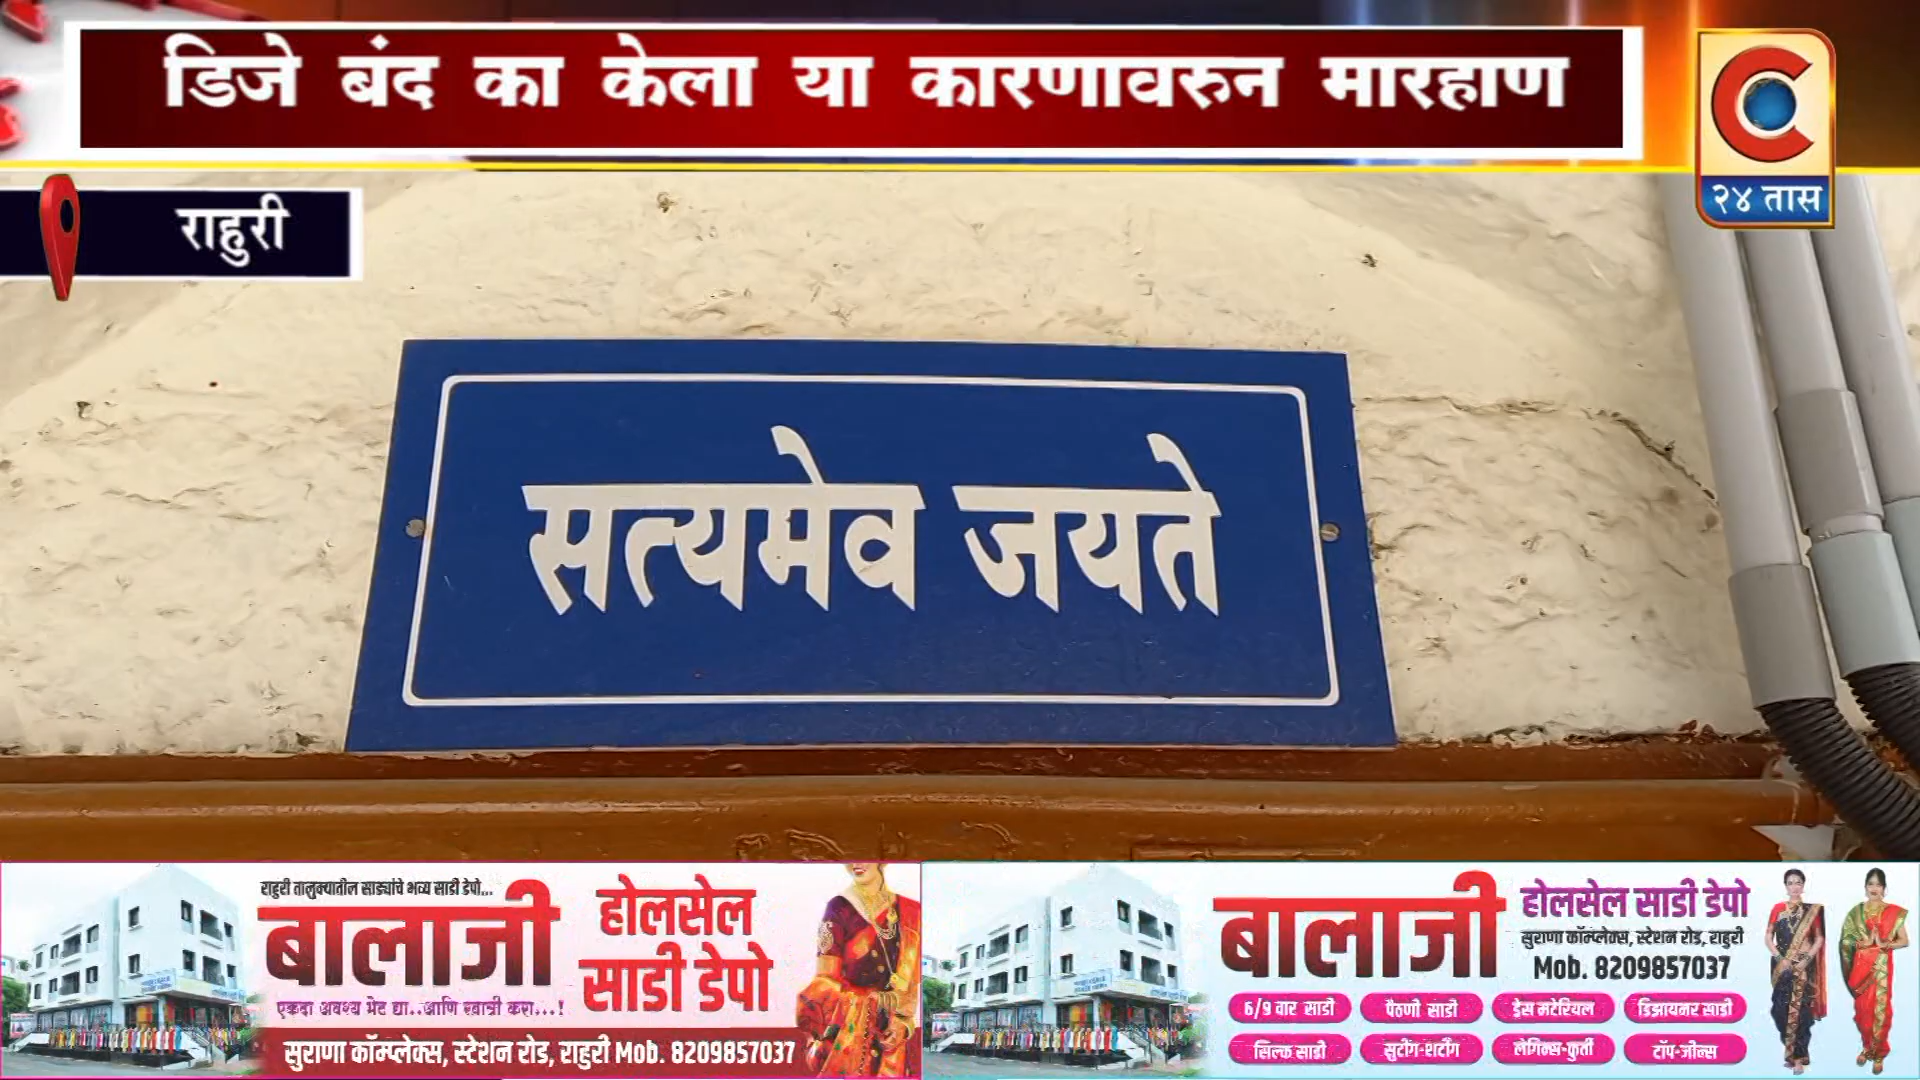 डिजे बंद का केला या कारणावरुन मारहाण
२४ तास
राहुरी
सत्यमेव जयते
राहुरी तालुक्यातील साड्यांचे भव्य साडी डेपो...
बालाजी
होलसेल
साडी डेपो
एकदा अवश्य भेट द्या..आणि खात्री करा...!
सुराणा कॉम्प्लेक्स, स्टेशन रोड, राहुरी Mob. 8209857037
बालाजी
होलसेल साडी डेपो
सुराणा कॉम्प्लेक्स, स्टेशन रोड, राहुरी
Mob. 8209857037
6/9 वार साडी
पैठणी साडी
ड्रेस मटेरियल
डिझायनर साडी
सिल्क साडी
सुटींग-शर्टींग
लेगिन्स-कुर्ती
टॉप-जीन्स